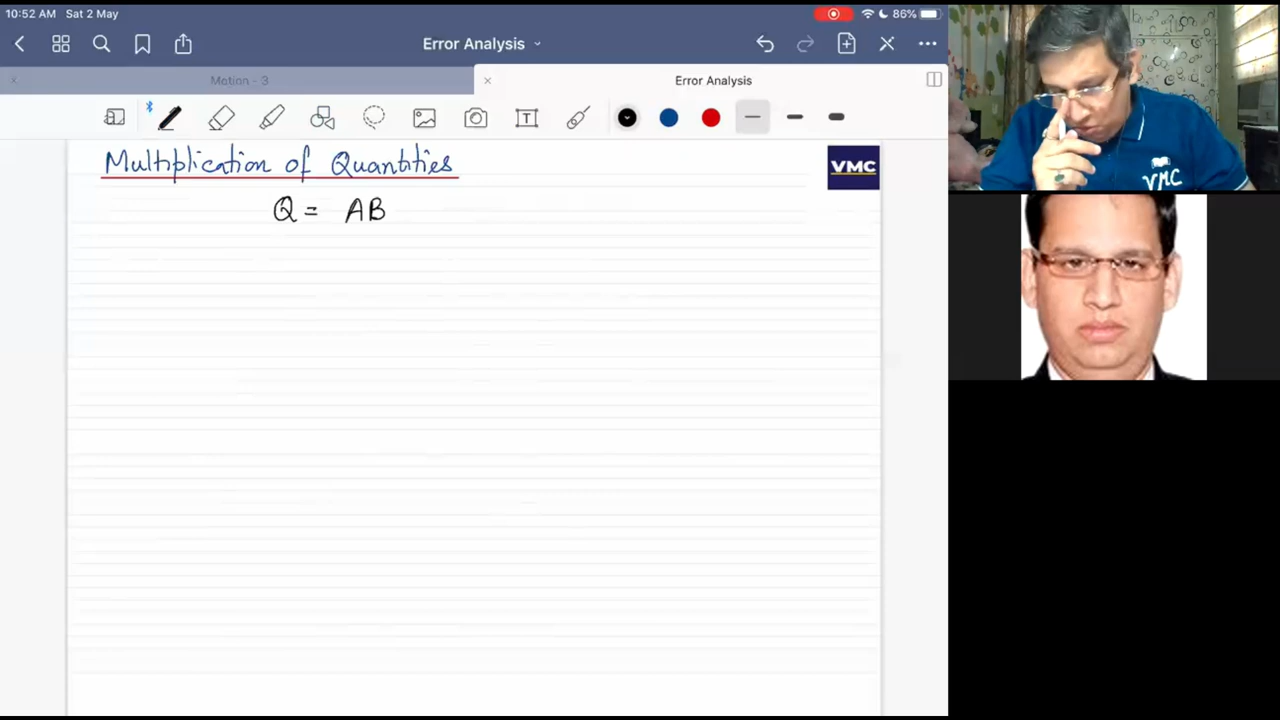 10:52 AM Sat 2 May
86%
Error Analysis
Motion - 3
Error Analysis
T
Multiplication of Quantities
VMC
Q = AB
VMC